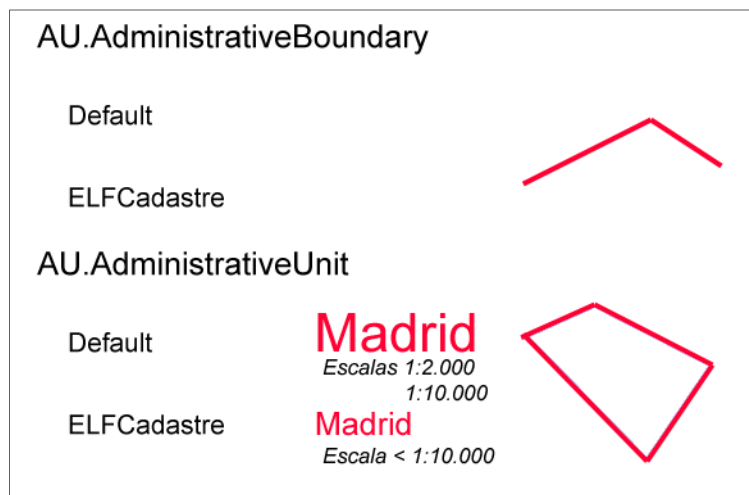 AU.AdministrativeBoundary
Default
ELFCadastre
AU.AdministrativeUnit
Default
Madrid
Escalas 1:2.000
1:10.000
ELFCadastre
Madrid
Escala < 1:10.000